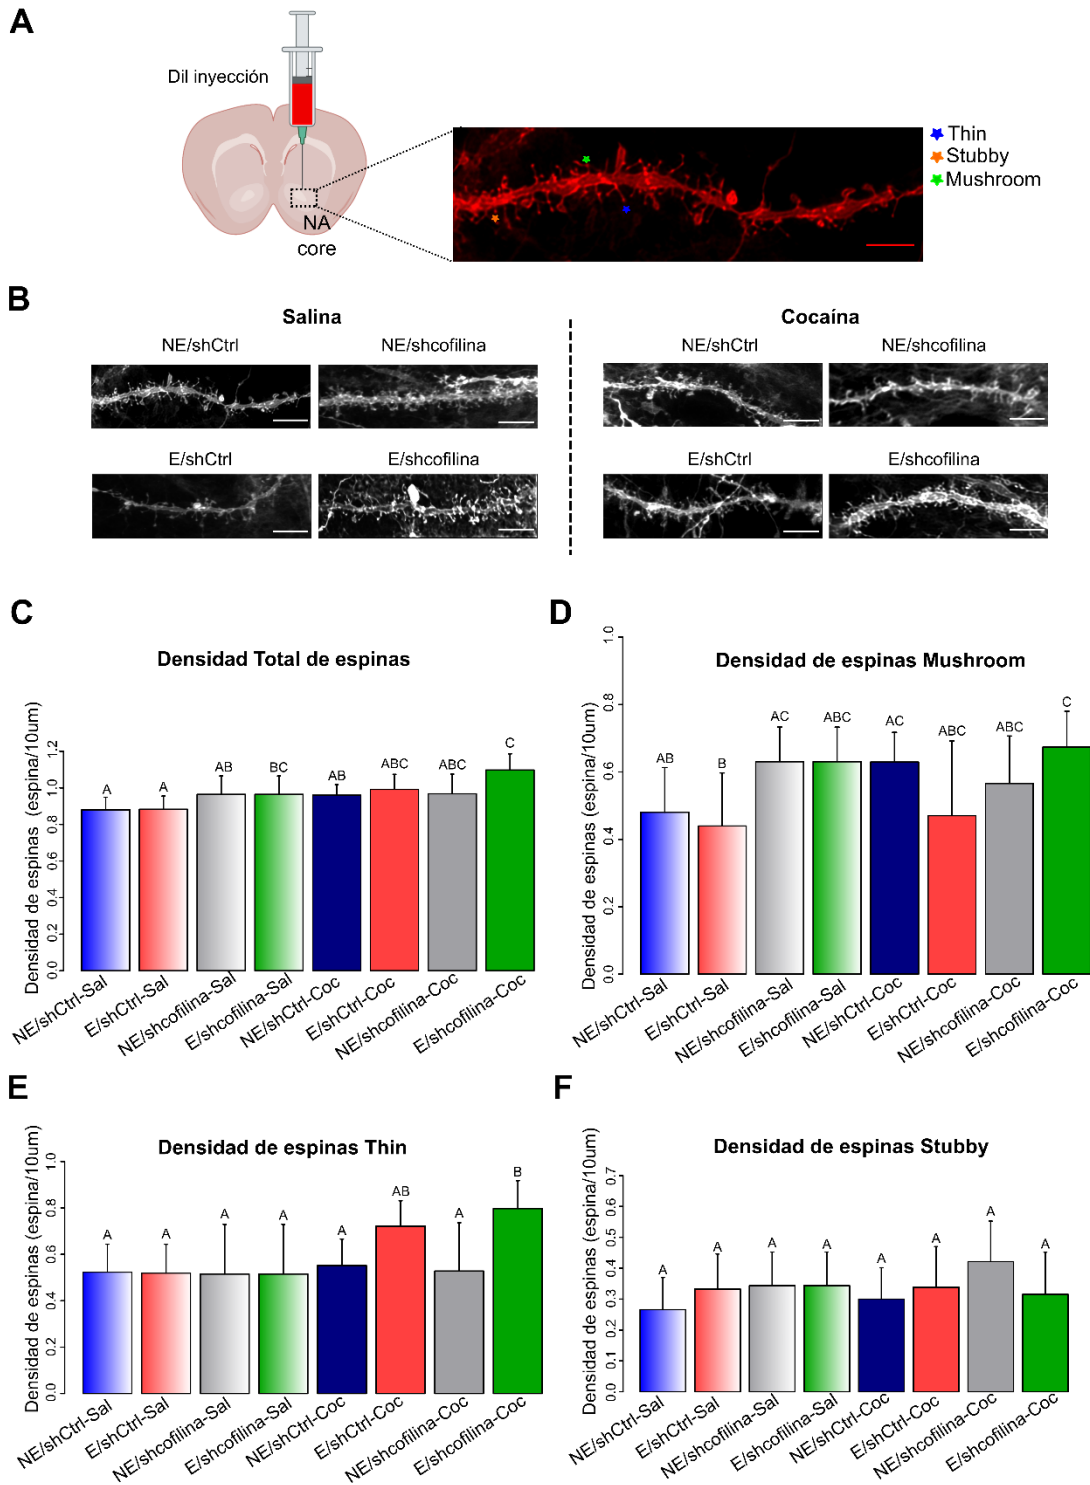 A
DiI inyección
NA
core
Thin
Stubby
Mushroom
B
Salina
Cocaína
NE/shCtrl
NE/shcofilina
NE/shCtrl
NE/shcofilina
E/shCtrl
E/shcofilina
E/shCtrl
E/shcofilina
C
Densidad Total de espinas
Densidad de espinas (espina/10um)
0.0 0.2 0.4 0.6 0.8 1.0 1.2
A A AB BC AB ABC ABC C
NE/shCtrl-Sal
E/shCtrl-Sal
NE/shcofilina-Sal
E/shcofilina-Sal
NE/shCtrl-Coc
E/shCtrl-Coc
NE/shcofilina-Coc
E/shcofilina-Coc
D
Densidad de espinas Mushroom
Densidad de espinas (espina/10um)
0.0 0.2 0.4 0.6 0.8 1.0
AB B AC ABC AC ABC ABC C
NE/shCtrl-Sal
E/shCtrl-Sal
NE/shcofilina-Sal
E/shcofilina-Sal
NE/shCtrl-Coc
E/shCtrl-Coc
NE/shcofilina-Coc
E/shcofilina-Coc
E
Densidad de espinas Thin
Densidad de espinas (espina/10um)
0.0 0.2 0.4 0.6 0.8 1.0
A A A A A AB A B
NE/shCtrl-Sal
E/shCtrl-Sal
NE/shcofilina-Sal
E/shcofilina-Sal
NE/shCtrl-Coc
E/shCtrl-Coc
NE/shcofilina-Coc
E/shcofilina-Coc
F
Densidad de espinas Stubby
Densidad de espinas (espina/10um)
0.0 0.1 0.2 0.3 0.4 0.5 0.6 0.7
A A A A A A A A
NE/shCtrl-Sal
E/shCtrl-Sal
NE/shcofilina-Sal
E/shcofilina-Sal
NE/shCtrl-Coc
E/shCtrl-Coc
NE/shcofilina-Coc
E/shcofilina-Coc